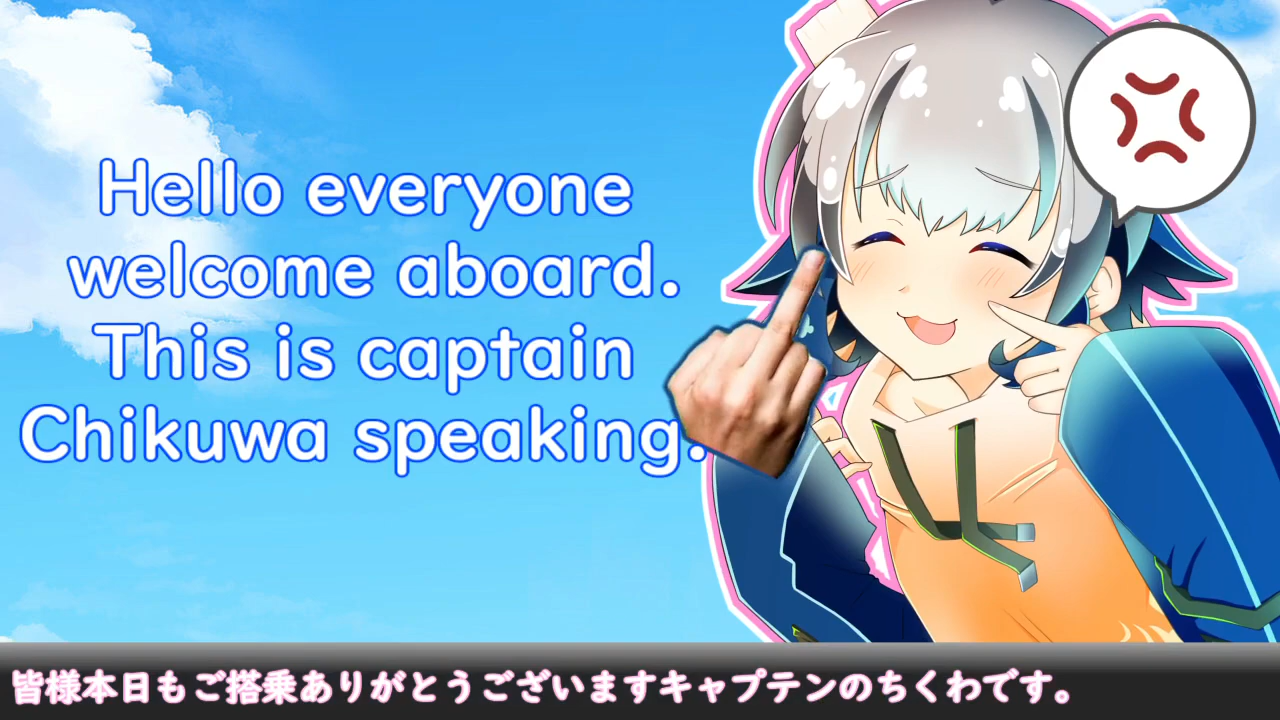 Hello everyone
welcome aboard.
This is captain
Chikuwa speaking.
皆様本日もご搭乗ありがとうございますキャプテンのちくわです。